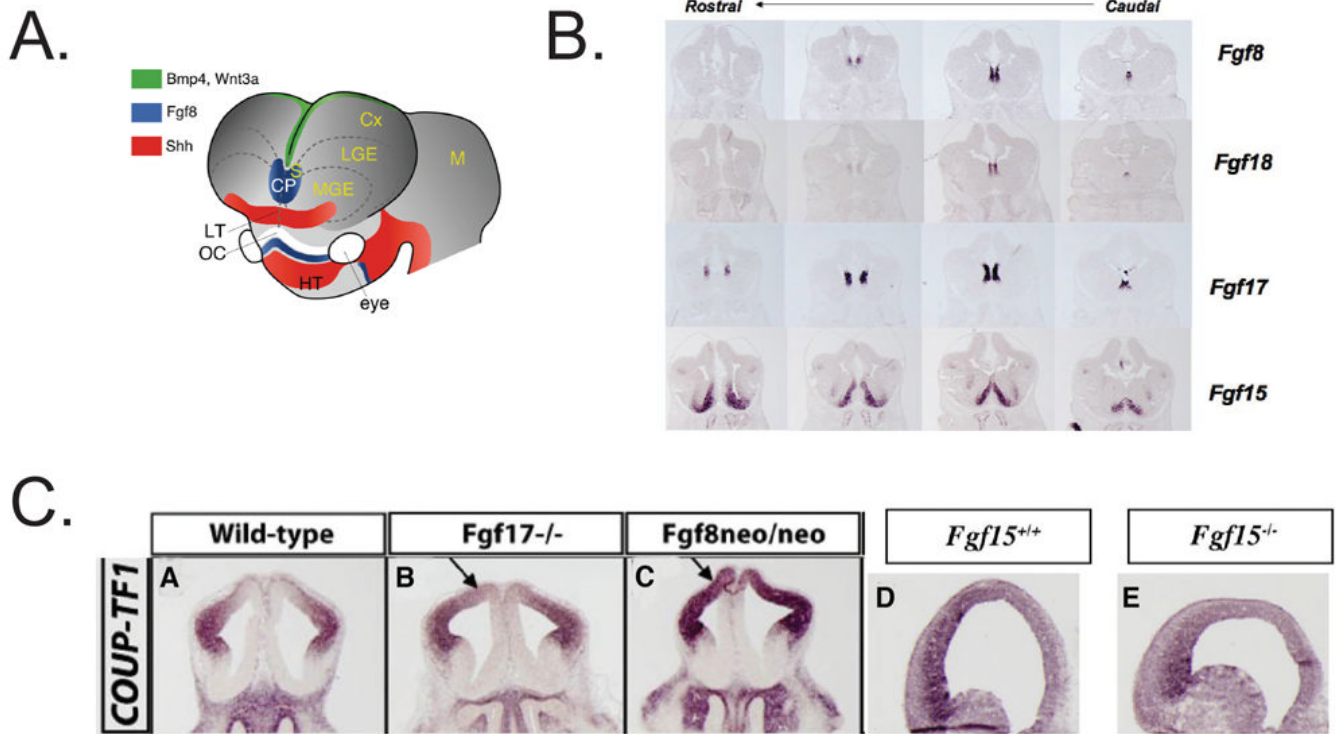 A.
Bmp4, Wnt3a
Fgf8
Shh
Cx
LGE
M
S
CP
MGE
LT
OC
HT
eye
B.
Rostral
Caudal
Fgf8
Fgf18
Fgf17
Fgf15
C.
Wild-type
Fgf17-/-
Fgf8neo/neo
Fgf15+/+
Fgf15-/-
COUP-TF1
A
B
C
D
E